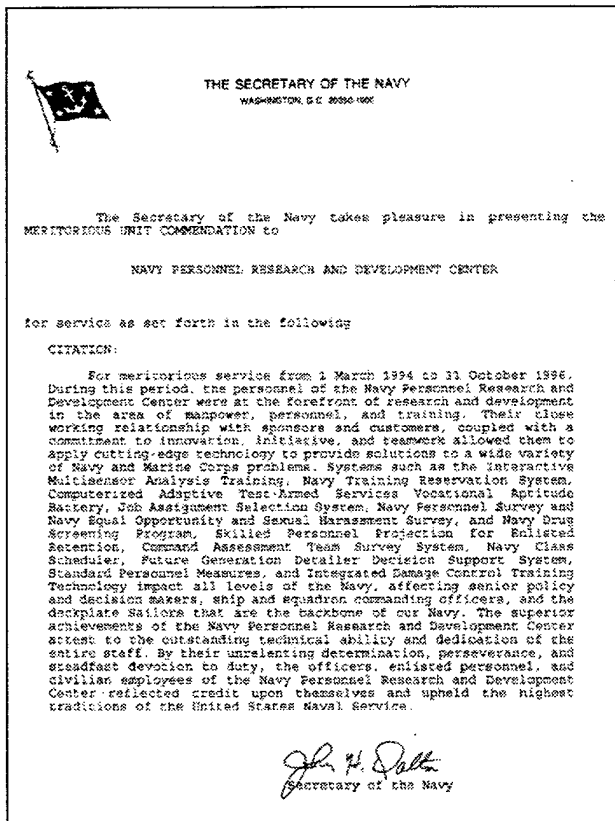 THE SECRETARY OF THE NAVY
WASHINGTON, D.C. 20350-1000
The Secretary of the Navy takes pleasure in presenting the
MERITORIOUS UNIT COMMENDATION to
NAVY PERSONNEL RESEARCH AND DEVELOPMENT CENTER
for service as set forth in the following
CITATION:
For meritorious service from 1 March 1994 to 31 October 1996.
During this period, the personnel of the Navy Personnel Research and
Development Center were at the forefront of research and development
in the area of manpower, personnel, and training. Their close
working relationship with sponsors and customers, coupled with a
commitment to innovation, initiative, and teamwork allowed them to
apply cutting-edge technology to provide solutions to a wide variety
of Navy and Marine Corps problems. Systems such as the Interactive
Multisensor Analysis Training, Navy Training Reservation System,
Computerized Adaptive Test-Armed Services Vocational Aptitude
Battery, Job Assignment Selection System, Navy Personnel Survey and
Navy Equal Opportunity and Sexual Harassment Survey, and Navy Drug
Screening Program, Skilled Personnel Projection for Enlisted
Retention, Command Assessment Team Survey System, Navy Class
Scheduler, Future Generation Detailer Decision Support System,
Standard Personnel Measures, and Integrated Damage Control Training
Technology impact all levels of the Navy, affecting senior policy
and decision makers, ship and squadron commanding officers, and the
deckplate Sailors that are the backbone of our Navy. The superior
achievements of the Navy Personnel Research and Development Center
attest to the outstanding technical ability and dedication of the
entire staff. By their unrelenting determination, perseverance, and
steadfast devotion to duty, the officers, enlisted personnel, and
civilian employees of the Navy Personnel Research and Development
Center reflected credit upon themselves and upheld the highest
traditions of the United States Naval Service.
John H. Dalton
Secretary of the Navy